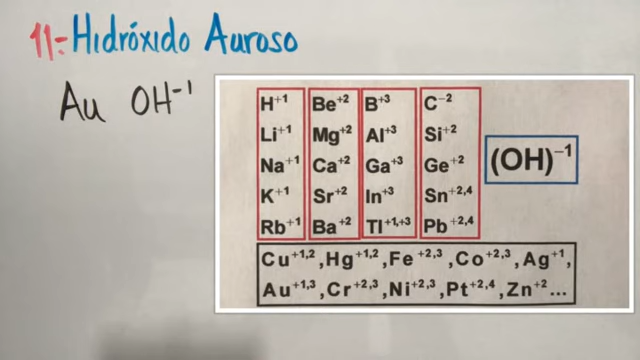 11:- Hidróxido Auroso
Au OH⁻¹
H⁺¹ Be⁺² B⁺³ C⁻²
Li⁺¹ Mg⁺² Al⁺³ Si⁺²
Na⁺¹ Ca⁺² Ga⁺³ Ge⁺² (OH)⁻¹
K⁺¹ Sr⁺² In⁺³ Sn⁺²,⁴
Rb⁺¹ Ba⁺² Tl⁺¹,⁺³ Pb⁺²,⁴
Cu⁺¹,², Hg⁺¹,², Fe⁺²,³, Co⁺²,³, Ag⁺¹,
Au⁺¹,³, Cr⁺²,³, Ni⁺²,³, Pt⁺²,⁴, Zn⁺²...